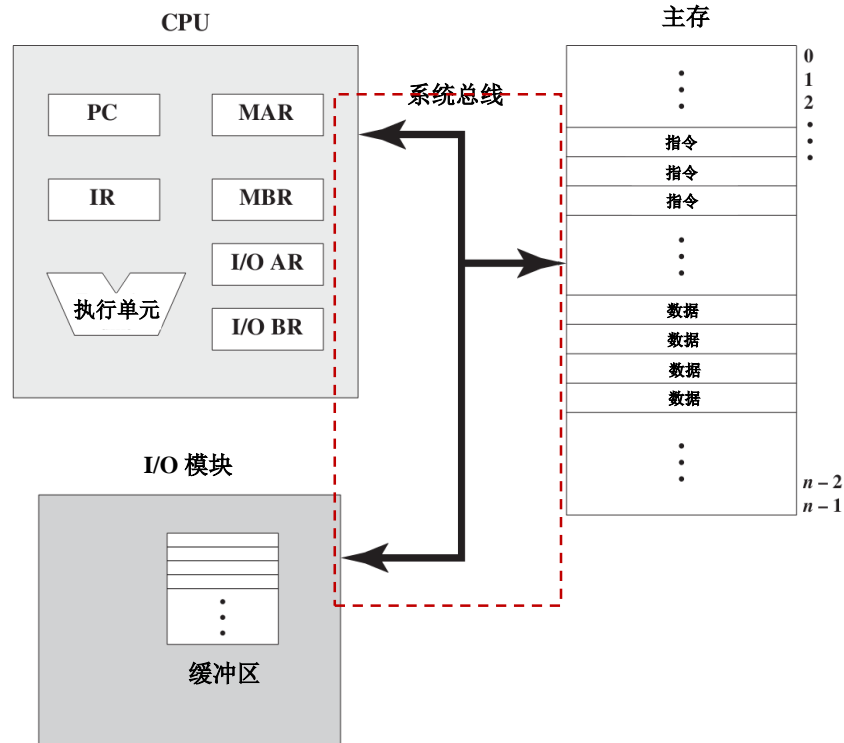 CPU
PC
MAR
IR
MBR
I/O AR
执行单元
I/O BR
系统总线
主存
0
1
2
指令
指令
指令
数据
数据
数据
数据
n – 2
n – 1
I/O 模块
缓冲区